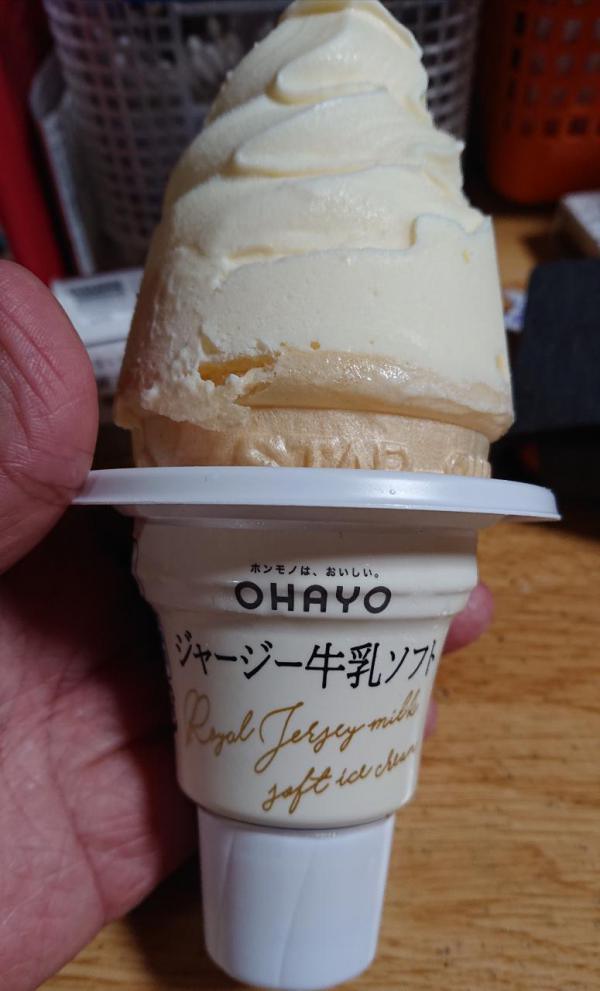 ホンモノは、おいしい。
OHAYO
ジャージー牛乳ソフト
Royal Jersey milk
soft ice cream